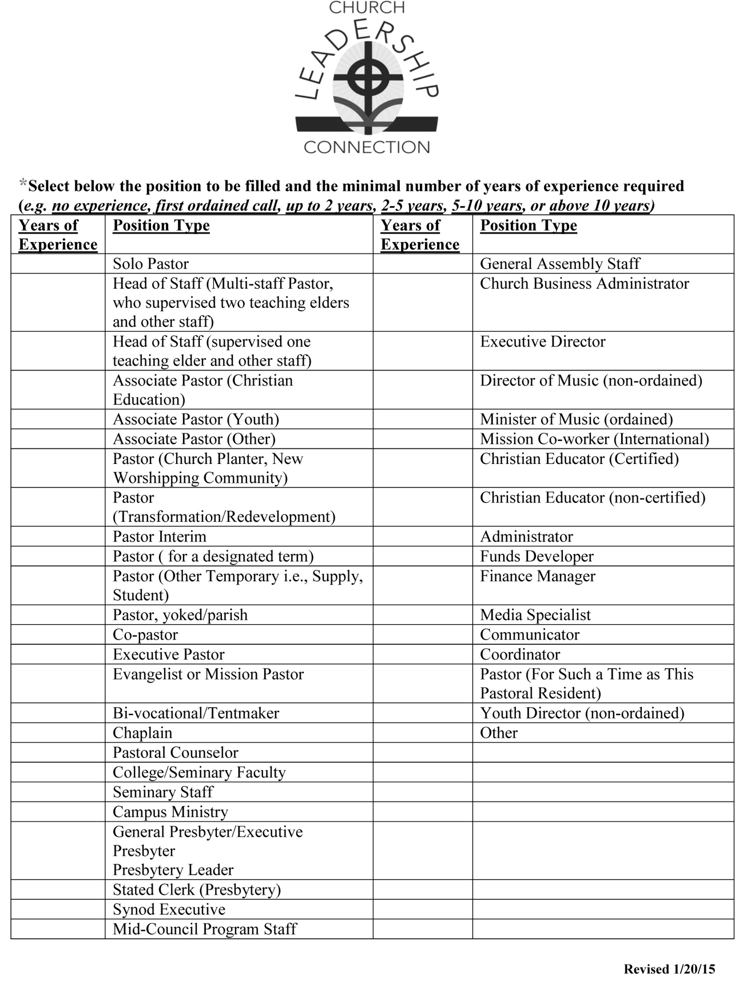 CHURCH
LEADERSHIP
CONNECTION
*Select below the position to be filled and the minimal number of years of experience required
(e.g. no experience, first ordained call, up to 2 years, 2-5 years, 5-10 years, or above 10 years)
Years of Experience Position Type Years of Experience Position Type
Solo Pastor General Assembly Staff
Head of Staff (Multi-staff Pastor, Church Business Administrator
who supervised two teaching elders
and other staff)
Head of Staff (supervised one Executive Director
teaching elder and other staff)
Associate Pastor (Christian Director of Music (non-ordained)
Education)
Associate Pastor (Youth) Minister of Music (ordained)
Associate Pastor (Other) Mission Co-worker (International)
Pastor (Church Planter, New Christian Educator (Certified)
Worshipping Community)
Pastor Christian Educator (non-certified)
(Transformation/Redevelopment)
Pastor Interim Administrator
Pastor ( for a designated term) Funds Developer
Pastor (Other Temporary i.e., Supply, Finance Manager
Student)
Pastor, yoked/parish Media Specialist
Co-pastor Communicator
Executive Pastor Coordinator
Evangelist or Mission Pastor Pastor (For Such a Time as This
Pastoral Resident)
Bi-vocational/Tentmaker Youth Director (non-ordained)
Chaplain Other
Pastoral Counselor
College/Seminary Faculty
Seminary Staff
Campus Ministry
General Presbyter/Executive
Presbyter
Presbytery Leader
Stated Clerk (Presbytery)
Synod Executive
Mid-Council Program Staff
Revised 1/20/15